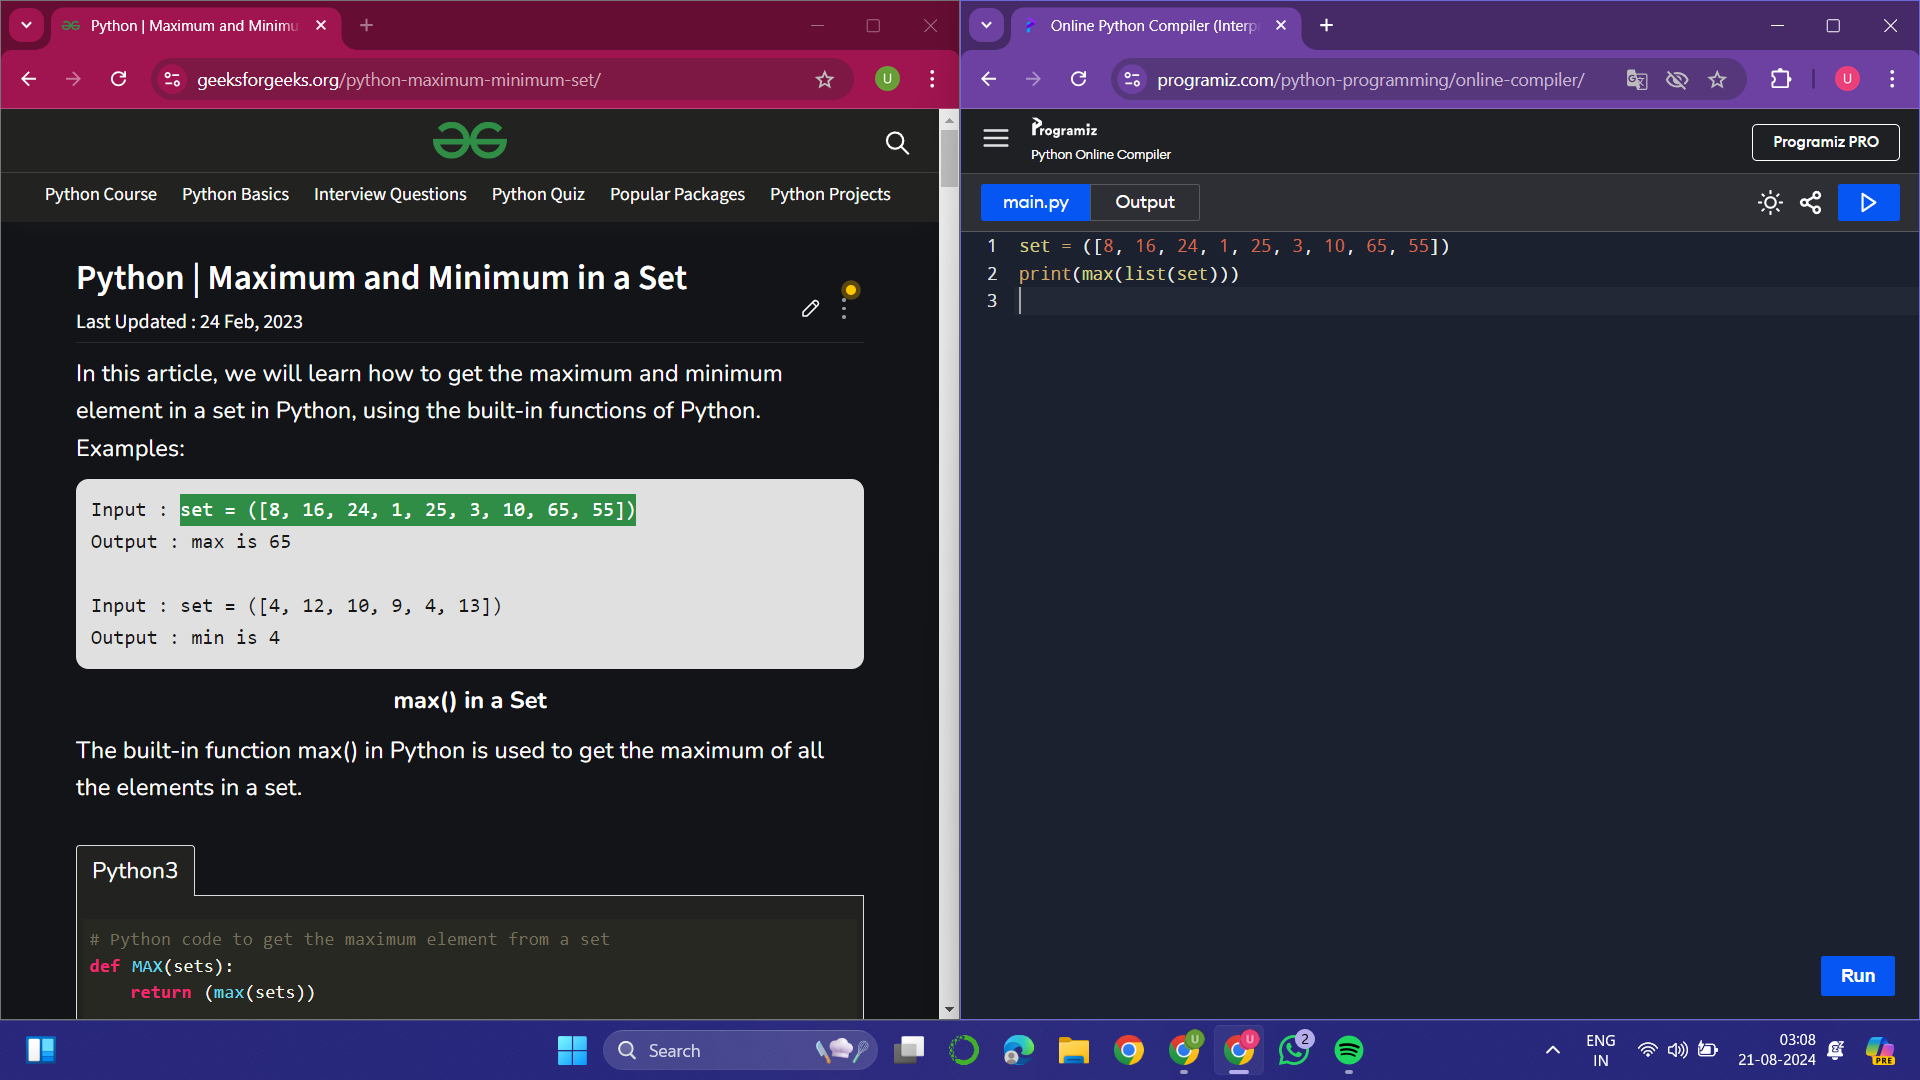 Python | Maximum and Minimu
geeksforgeeks.org/python-maximum-minimum-set/
U
Python Course
Python Basics
Interview Questions
Python Quiz
Popular Packages
Python Projects
Python | Maximum and Minimum in a Set
Last Updated : 24 Feb, 2023
In this article, we will learn how to get the maximum and minimum
element in a set in Python, using the built-in functions of Python.
Examples:
Input : set = ([8, 16, 24, 1, 25, 3, 10, 65, 55])
Output : max is 65
Input : set = ([4, 12, 10, 9, 4, 13])
Output : min is 4
max() in a Set
The built-in function max() in Python is used to get the maximum of all
the elements in a set.
Python3
# Python code to get the maximum element from a set
def MAX(sets):
    return (max(sets))
Online Python Compiler (Interp
programiz.com/python-programming/online-compiler/
U
Programiz
Python Online Compiler
Programiz PRO
main.py
Output
1 set = ([8, 16, 24, 1, 25, 3, 10, 65, 55])
2 print(max(list(set)))
3
Run
Search
U
U
2
ENG
IN
03:08
21-08-2024
PRE